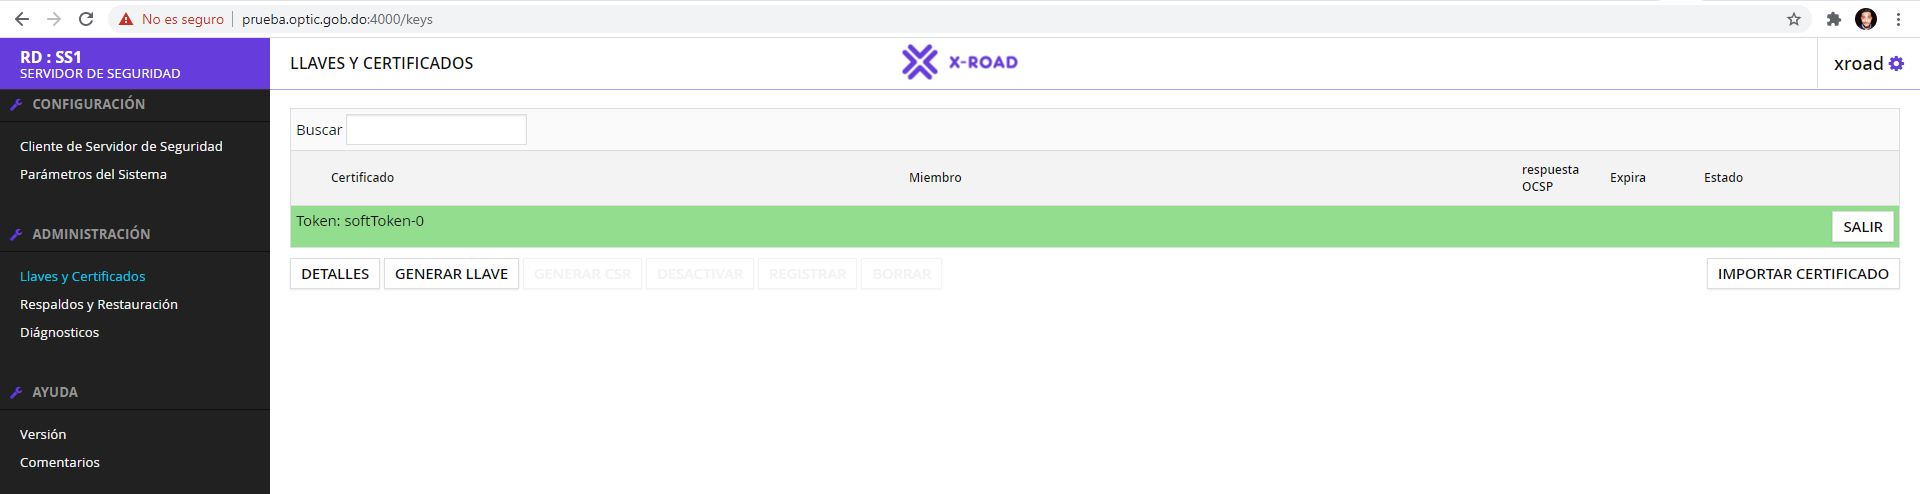 No es seguro prueba.optic.gob.do:4000/keys
RD : SS1
SERVIDOR DE SEGURIDAD
LLAVES Y CERTIFICADOS
X-ROAD
xroad
CONFIGURACIÓN
Cliente de Servidor de Seguridad
Parámetros del Sistema
ADMINISTRACIÓN
Llaves y Certificados
Respaldos y Restauración
Diágnosticos
AYUDA
Versión
Comentarios
Buscar
Certificado Miembro respuesta OCSP Expira Estado
Token: softToken-0 SALIR
DETALLES GENERAR LLAVE GENERAR CSR DESACTIVAR REGISTRAR BORRAR IMPORTAR CERTIFICADO